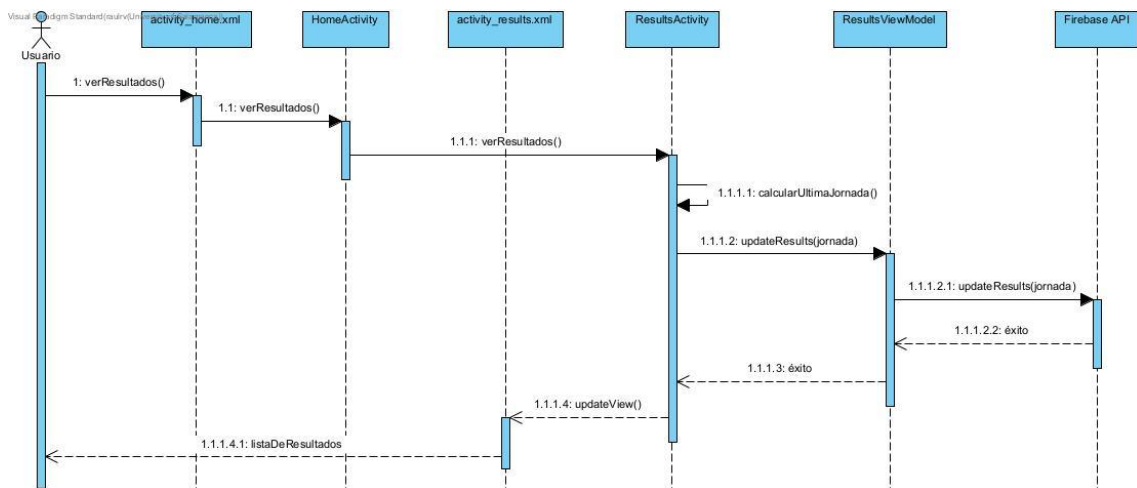 Visual Paradigm Standard
activity_home.xml
HomeActivity
activity_results.xml
ResultsActivity
ResultsViewModel
Firebase API
Usuario
1: verResultados()
1.1: verResultados()
1.1.1: verResultados()
1.1.1.1: calcularUltimaJornada()
1.1.1.2: updateResults(jornada)
1.1.1.2.1: updateResults(jornada)
1.1.1.2.2: éxito
1.1.1.3: éxito
1.1.1.4: updateView()
1.1.1.4.1: listaDeResultados